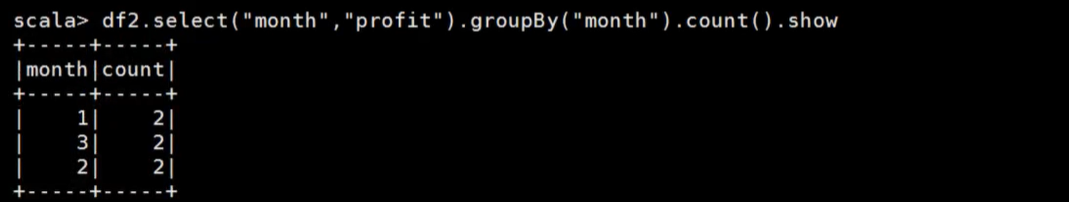 scala> df2.select("month","profit").groupBy("month").count().show
+-----+-----+
|month|count|
+-----+-----+
|    1|    2|
|    3|    2|
|    2|    2|
+-----+-----+